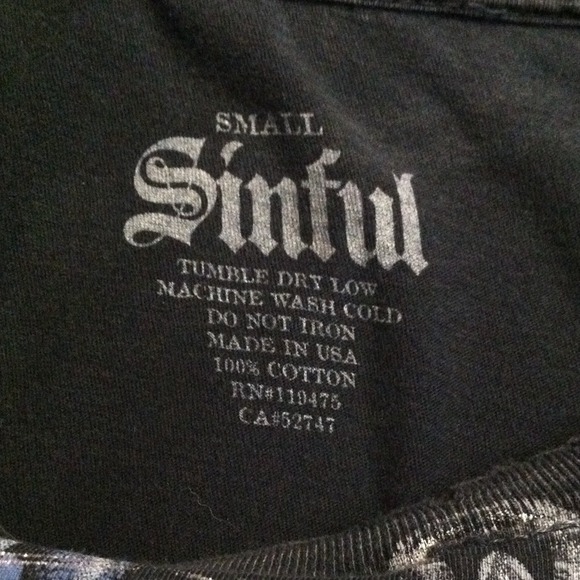 SMALL
Sinful
TUMBLE DRY LOW
MACHINE WASH COLD
DO NOT IRON
MADE IN USA
100% COTTON
RN#119475
CA#52747